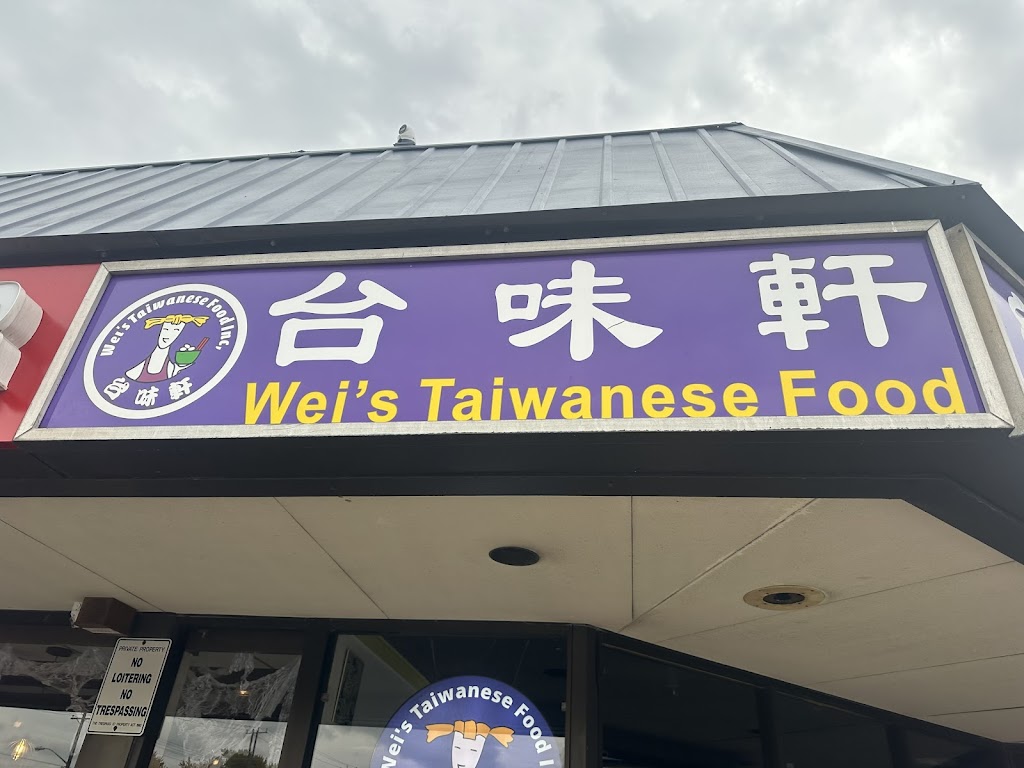 台味軒
Wei's Taiwanese Food
Wei's Taiwanese Food Inc,
台味軒
PRIVATE PROPERTY
NO
LOITERING
NO
TRESPASSING
Wei's Taiwanese Food I